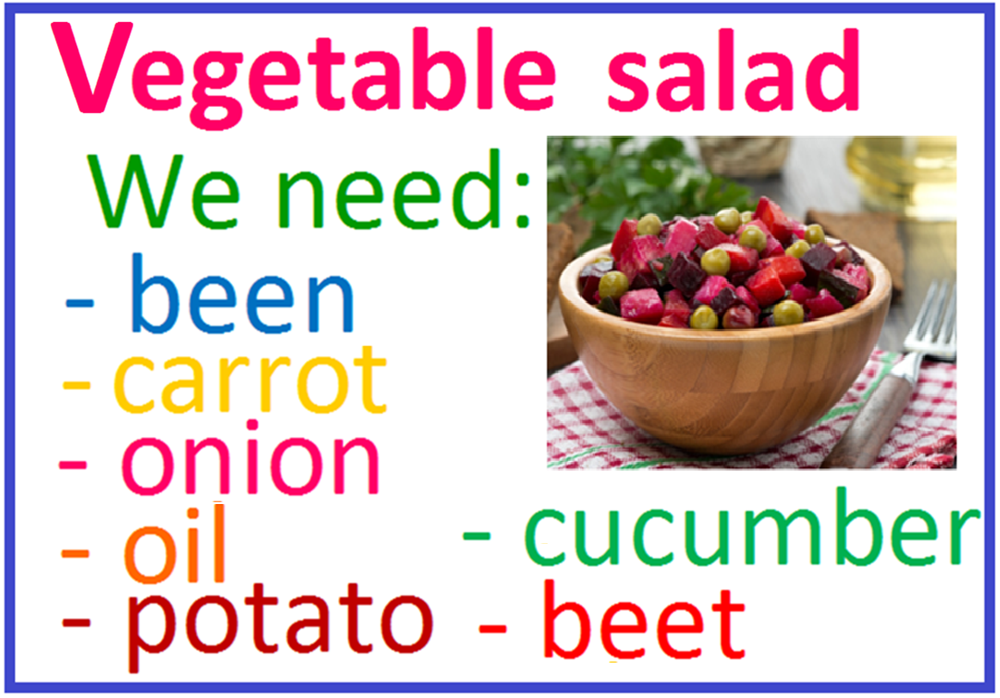 Vegetable salad
We need:
- been
- carrot
- onion
- oil
- potato
- cucumber
- beet